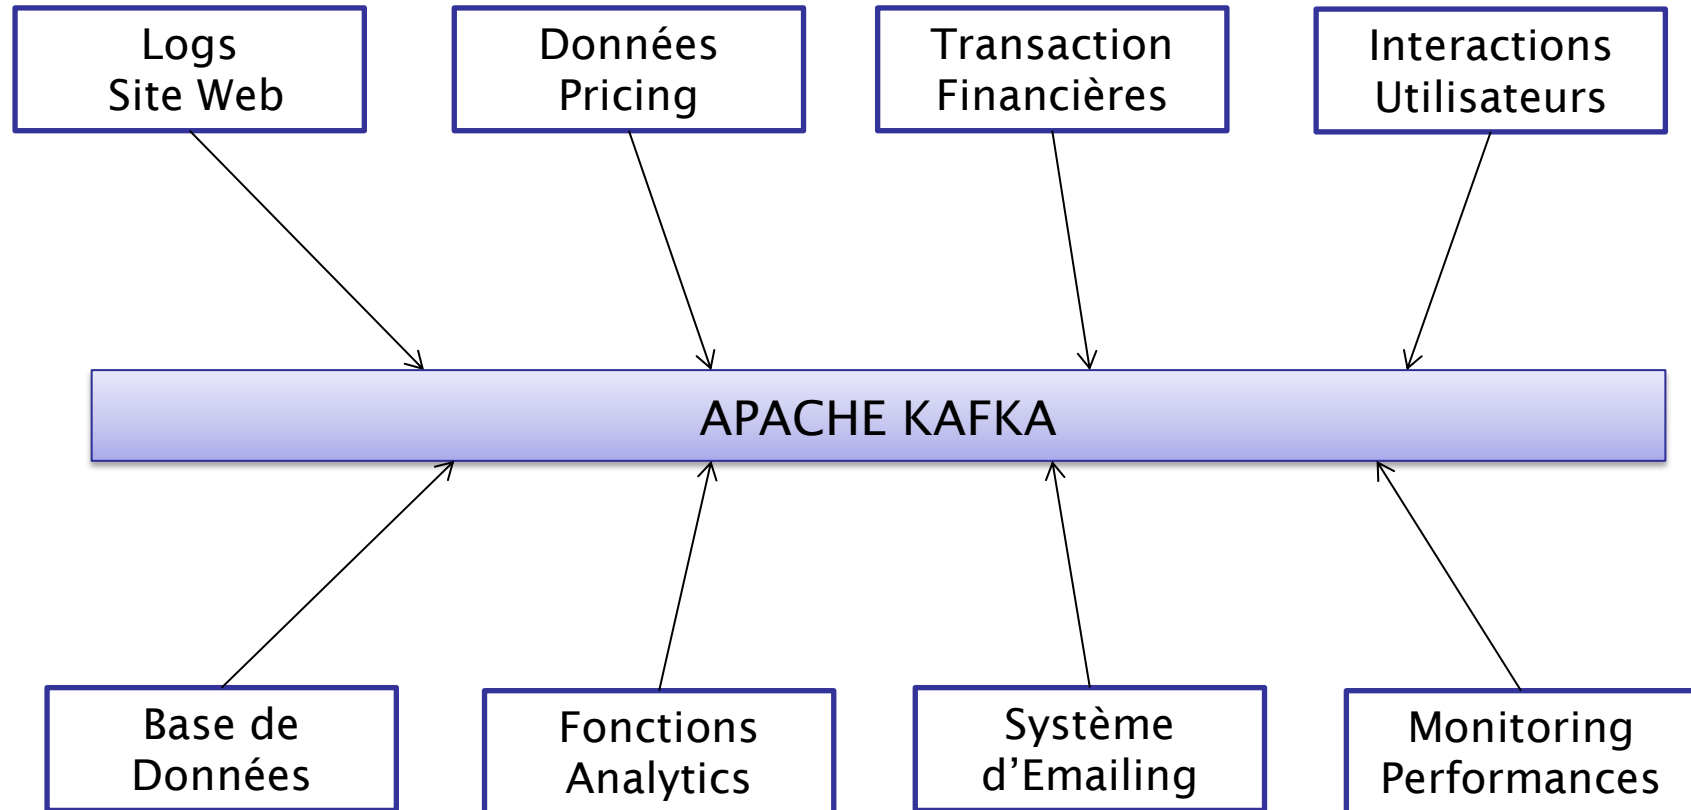 Logs
Site Web
Données
Pricing
Transaction
Financières
Interactions
Utilisateurs
APACHE KAFKA
Base de
Données
Fonctions
Analytics
Système
d’Emailing
Monitoring
Performances